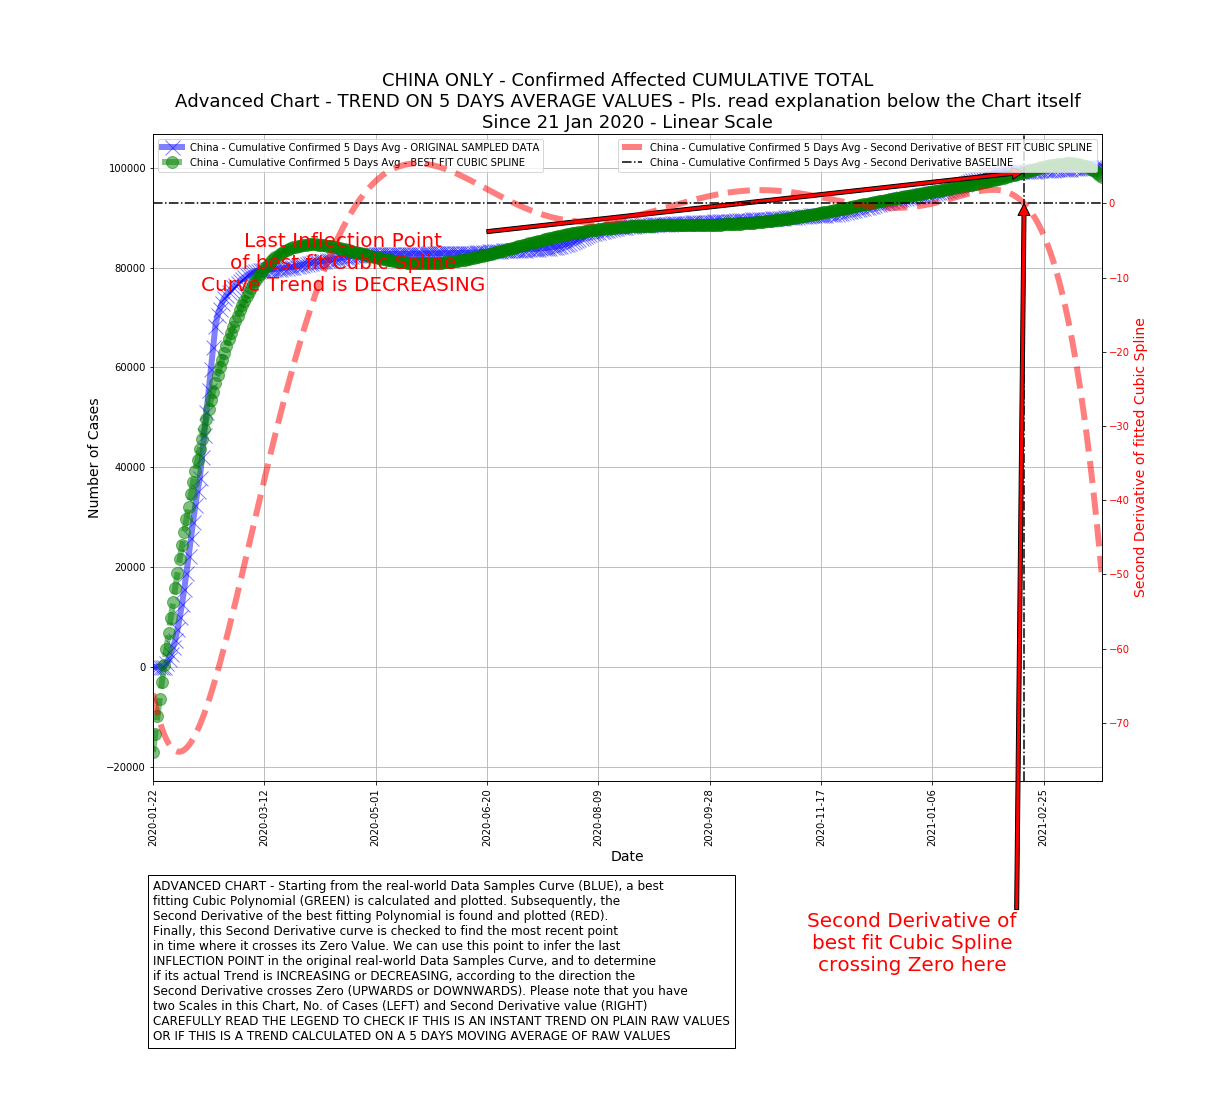 CHINA ONLY - Confirmed Affected CUMULATIVE TOTAL
Advanced Chart - TREND ON 5 DAYS AVERAGE VALUES - Pls. read explanation below the Chart itself
Since 21 Jan 2020 - Linear Scale
China - Cumulative Confirmed 5 Days Avg - ORIGINAL SAMPLED DATA
China - Cumulative Confirmed 5 Days Avg - BEST FIT CUBIC SPLINE
China - Cumulative Confirmed 5 Days Avg - Second Derivative of BEST FIT CUBIC SPLINE
China - Cumulative Confirmed 5 Days Avg - Second Derivative BASELINE
100000
80000
60000
40000
20000
0
−20000
Number of Cases
Last Inflection Point
of best fit Cubic Spline
Curve Trend is DECREASING
0
−10
−20
−30
−40
−50
−60
−70
Second Derivative of fitted Cubic Spline
2020-01-22
2020-03-12
2020-05-01
2020-06-20
2020-08-09
2020-09-28
2020-11-17
2021-01-06
2021-02-25
Date
ADVANCED CHART - Starting from the real-world Data Samples Curve (BLUE), a best
fitting Cubic Polynomial (GREEN) is calculated and plotted. Subsequently, the
Second Derivative of the best fitting Polynomial is found and plotted (RED).
Finally, this Second Derivative curve is checked to find the most recent point
in time where it crosses its Zero Value. We can use this point to infer the last
INFLECTION POINT in the original real-world Data Samples Curve, and to determine
if its actual Trend is INCREASING or DECREASING, according to the direction the
Second Derivative crosses Zero (UPWARDS or DOWNWARDS). Please note that you have
two Scales in this Chart, No. of Cases (LEFT) and Second Derivative value (RIGHT)
CAREFULLY READ THE LEGEND TO CHECK IF THIS IS AN INSTANT TREND ON PLAIN RAW VALUES
OR IF THIS IS A TREND CALCULATED ON A 5 DAYS MOVING AVERAGE OF RAW VALUES
Second Derivative of
best fit Cubic Spline
crossing Zero here